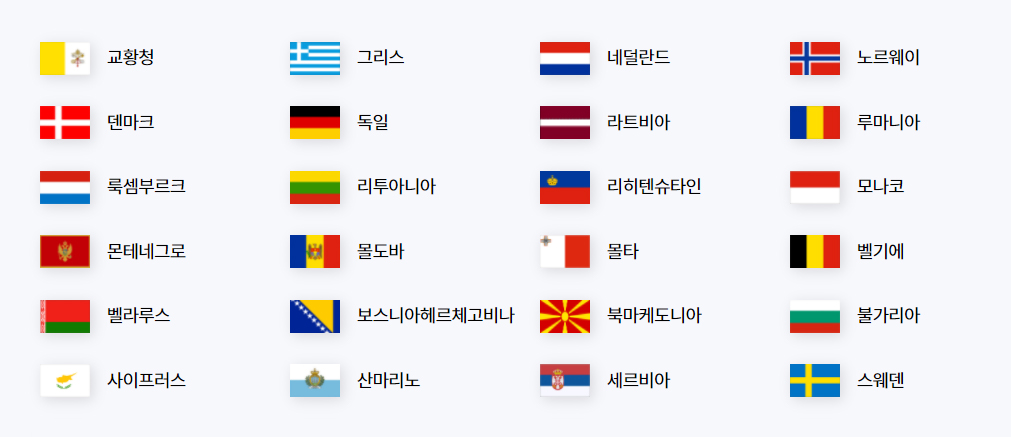 교황청
그리스
네덜란드
노르웨이
덴마크
독일
라트비아
루마니아
룩셈부르크
리투아니아
리히텐슈타인
모나코
몬테네그로
몰도바
몰타
벨기에
벨라루스
보스니아헤르체고비나
북마케도니아
불가리아
사이프러스
산마리노
세르비아
스웨덴